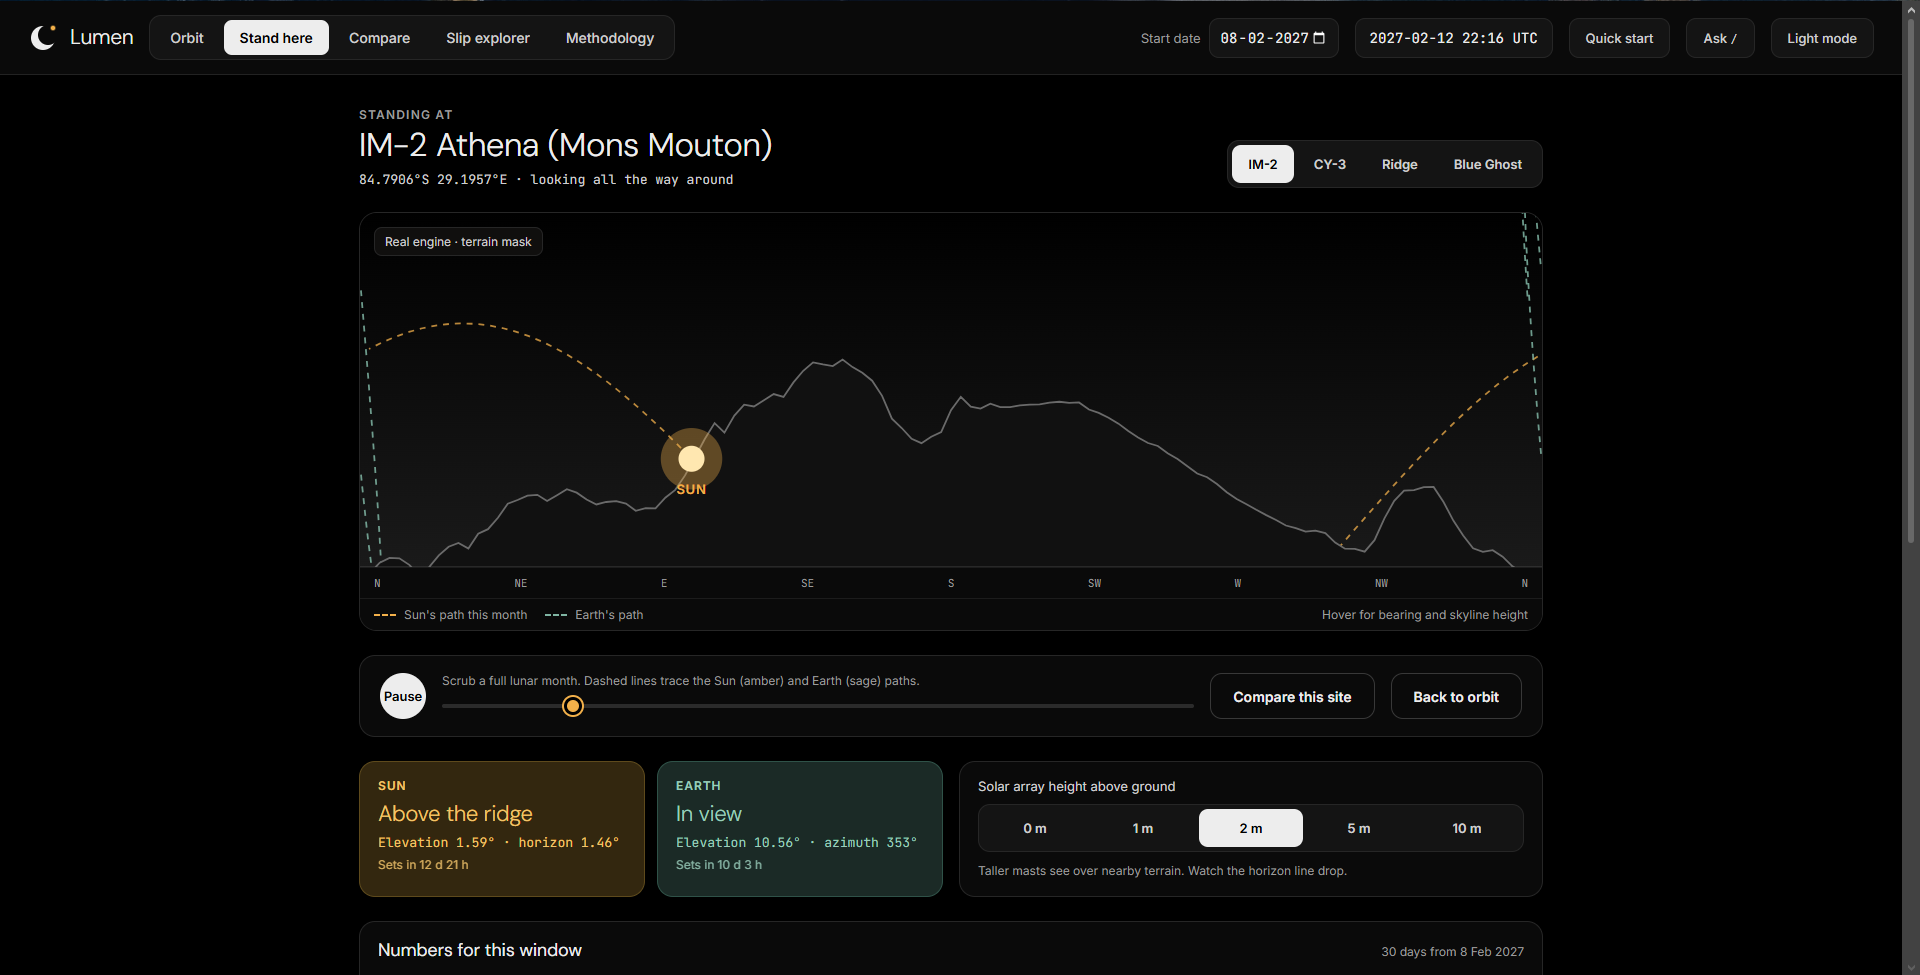 Lumen
Orbit
Stand here
Compare
Slip explorer
Methodology
Start date
08-02-2027
2027-02-12 22:16 UTC
Quick start
Ask /
Light mode
STANDING AT
IM-2 Athena (Mons Mouton)
84.7906°S 29.1957°E · looking all the way around
IM-2
CY-3
Ridge
Blue Ghost
Real engine · terrain mask
SUN
N
NE
E
SE
S
SW
W
NW
N
Sun's path this month
Earth's path
Hover for bearing and skyline height
Pause
Scrub a full lunar month. Dashed lines trace the Sun (amber) and Earth (sage) paths.
Compare this site
Back to orbit
SUN
Above the ridge
Elevation 1.59° · horizon 1.46°
Sets in 12 d 21 h
EARTH
In view
Elevation 10.56° · azimuth 353°
Sets in 10 d 3 h
Solar array height above ground
0 m
1 m
2 m
5 m
10 m
Taller masts see over nearby terrain. Watch the horizon line drop.
Numbers for this window
30 days from 8 Feb 2027